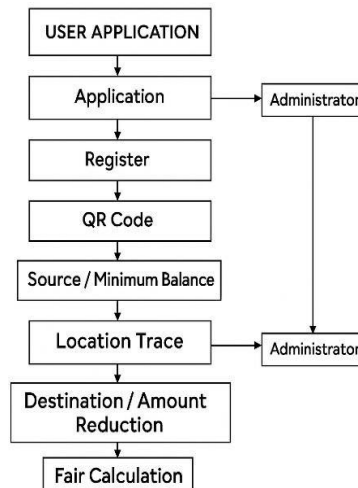 USER APPLICATION
Application
Administrator
Register
QR Code
Source / Minimum Balance
Location Trace
Administrator
Destination / Amount
Reduction
Fair Calculation